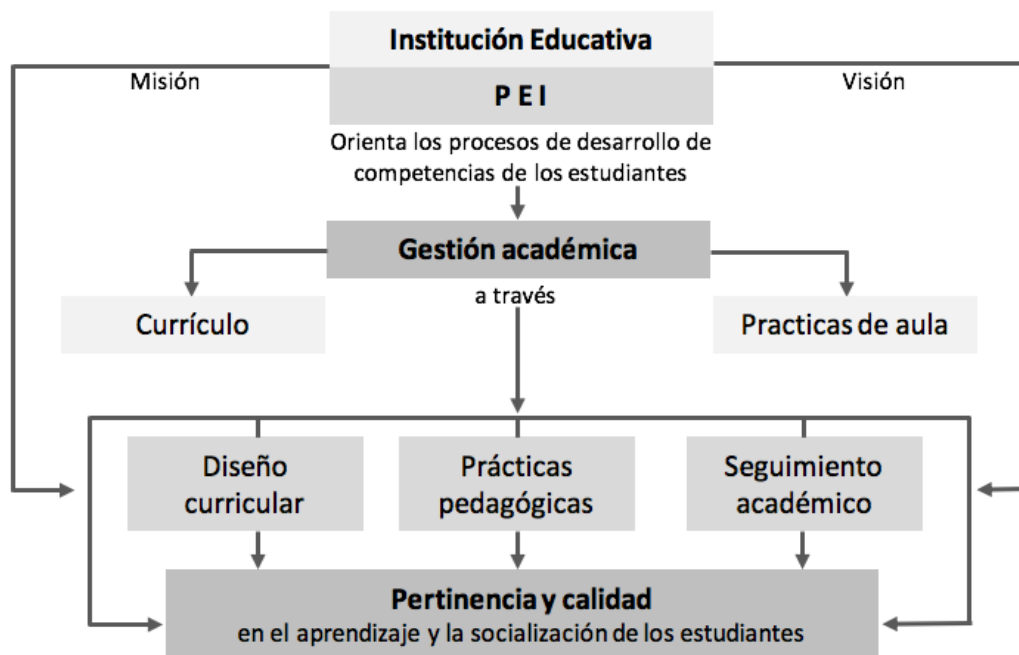 Institución Educativa
Misión
Visión
P E I
Orienta los procesos de desarrollo de
competencias de los estudiantes
Gestión académica
a través
Currículo
Practicas de aula
Diseño
curricular
Prácticas
pedagógicas
Seguimiento
académico
Pertinencia y calidad
en el aprendizaje y la socialización de los estudiantes